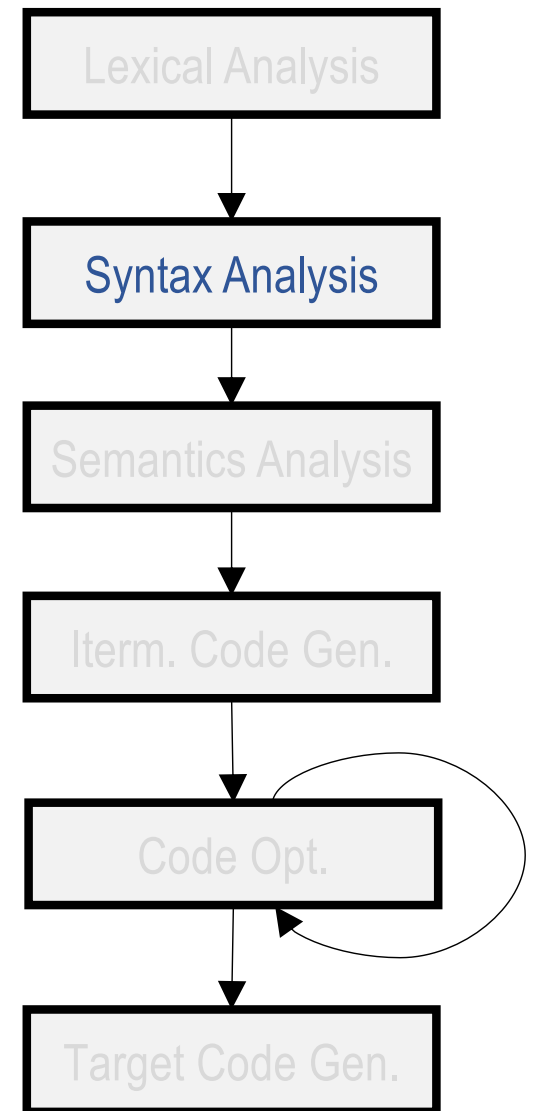 Lexical Analysis
Syntax Analysis
Semantics Analysis
Iterm. Code Gen.
Code Opt.
Target Code Gen.